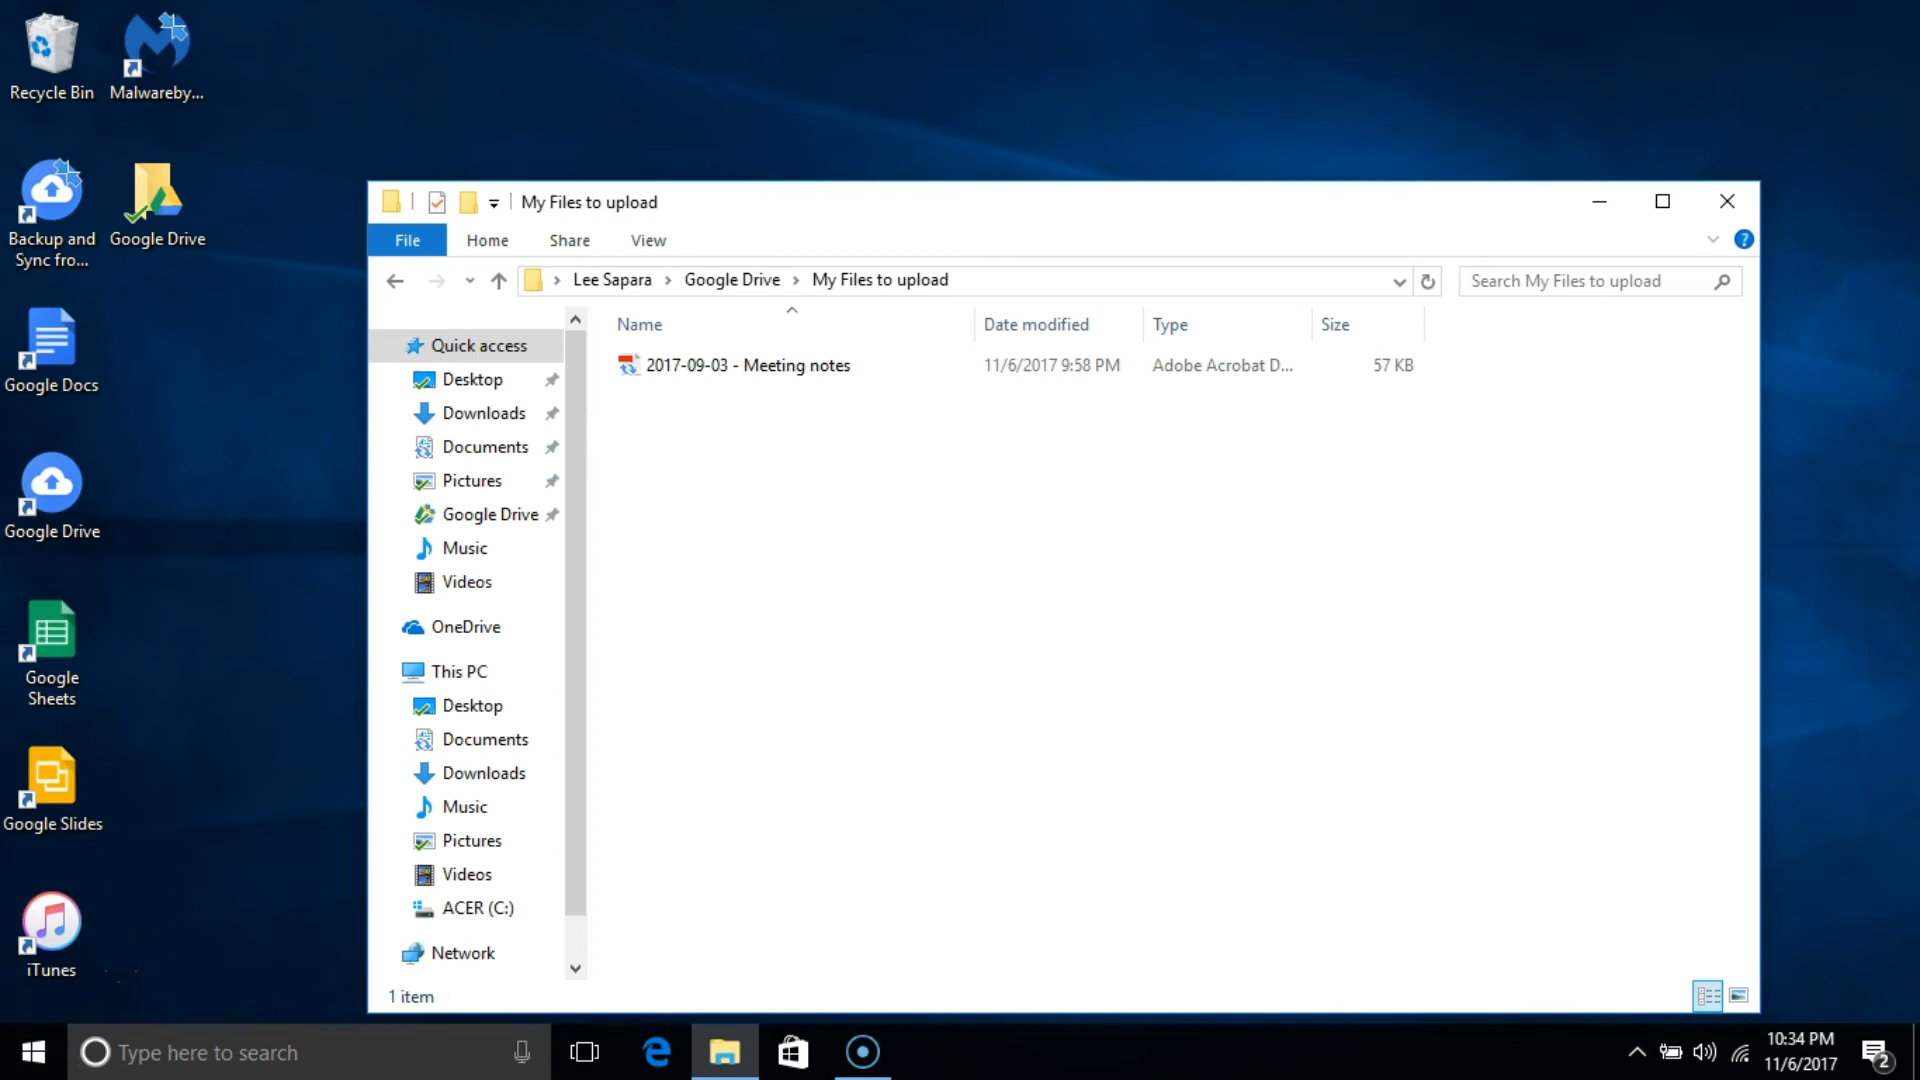 Recycle Bin
Malwareby...
Backup and
Sync fro...
Google Drive
Google Docs
Google Drive
Google
Sheets
Google Slides
iTunes
My Files to upload
File Home Share View
?
Lee Sapara Google Drive My Files to upload
Search My Files to upload
Name Date modified Type Size
2017-09-03 - Meeting notes 11/6/2017 9:58 PM Adobe Acrobat D... 57 KB
Quick access
Desktop
Downloads
Documents
Pictures
Google Drive
Music
Videos
OneDrive
This PC
Desktop
Documents
Downloads
Music
Pictures
Videos
ACER (C:)
Network
1 item
Type here to search
10:34 PM
11/6/2017
2